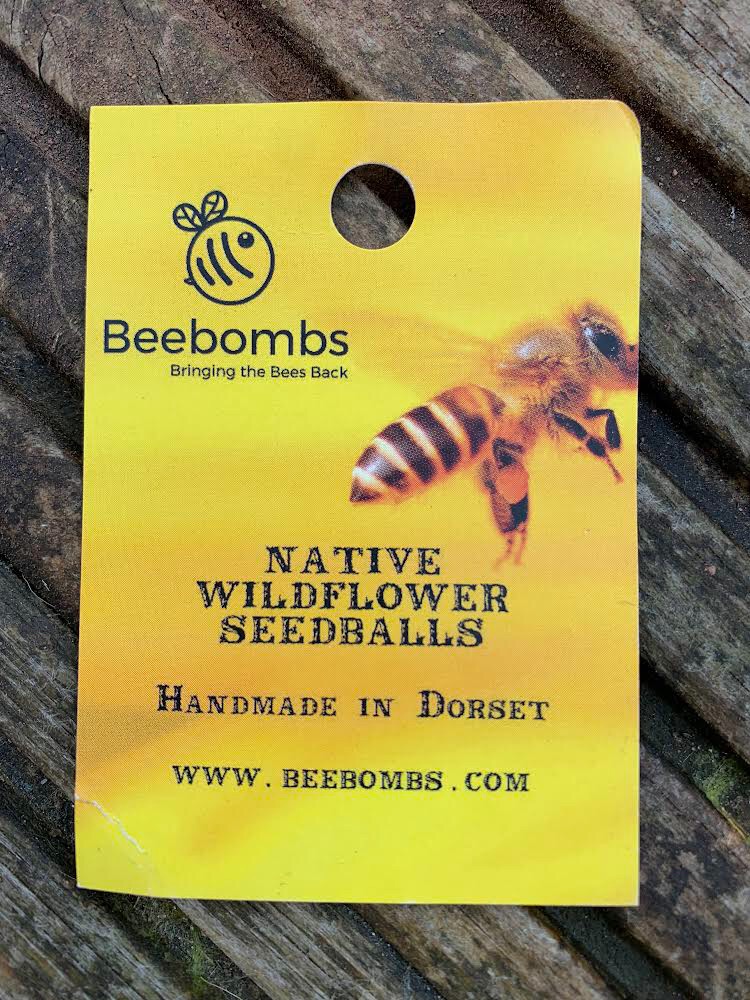 Beebombs
Bringing the Bees Back
NATIVE
WILDFLOWER
SEEDBALLS
HANDMADE IN DORSET
WWW.BEEBOMBS.COM